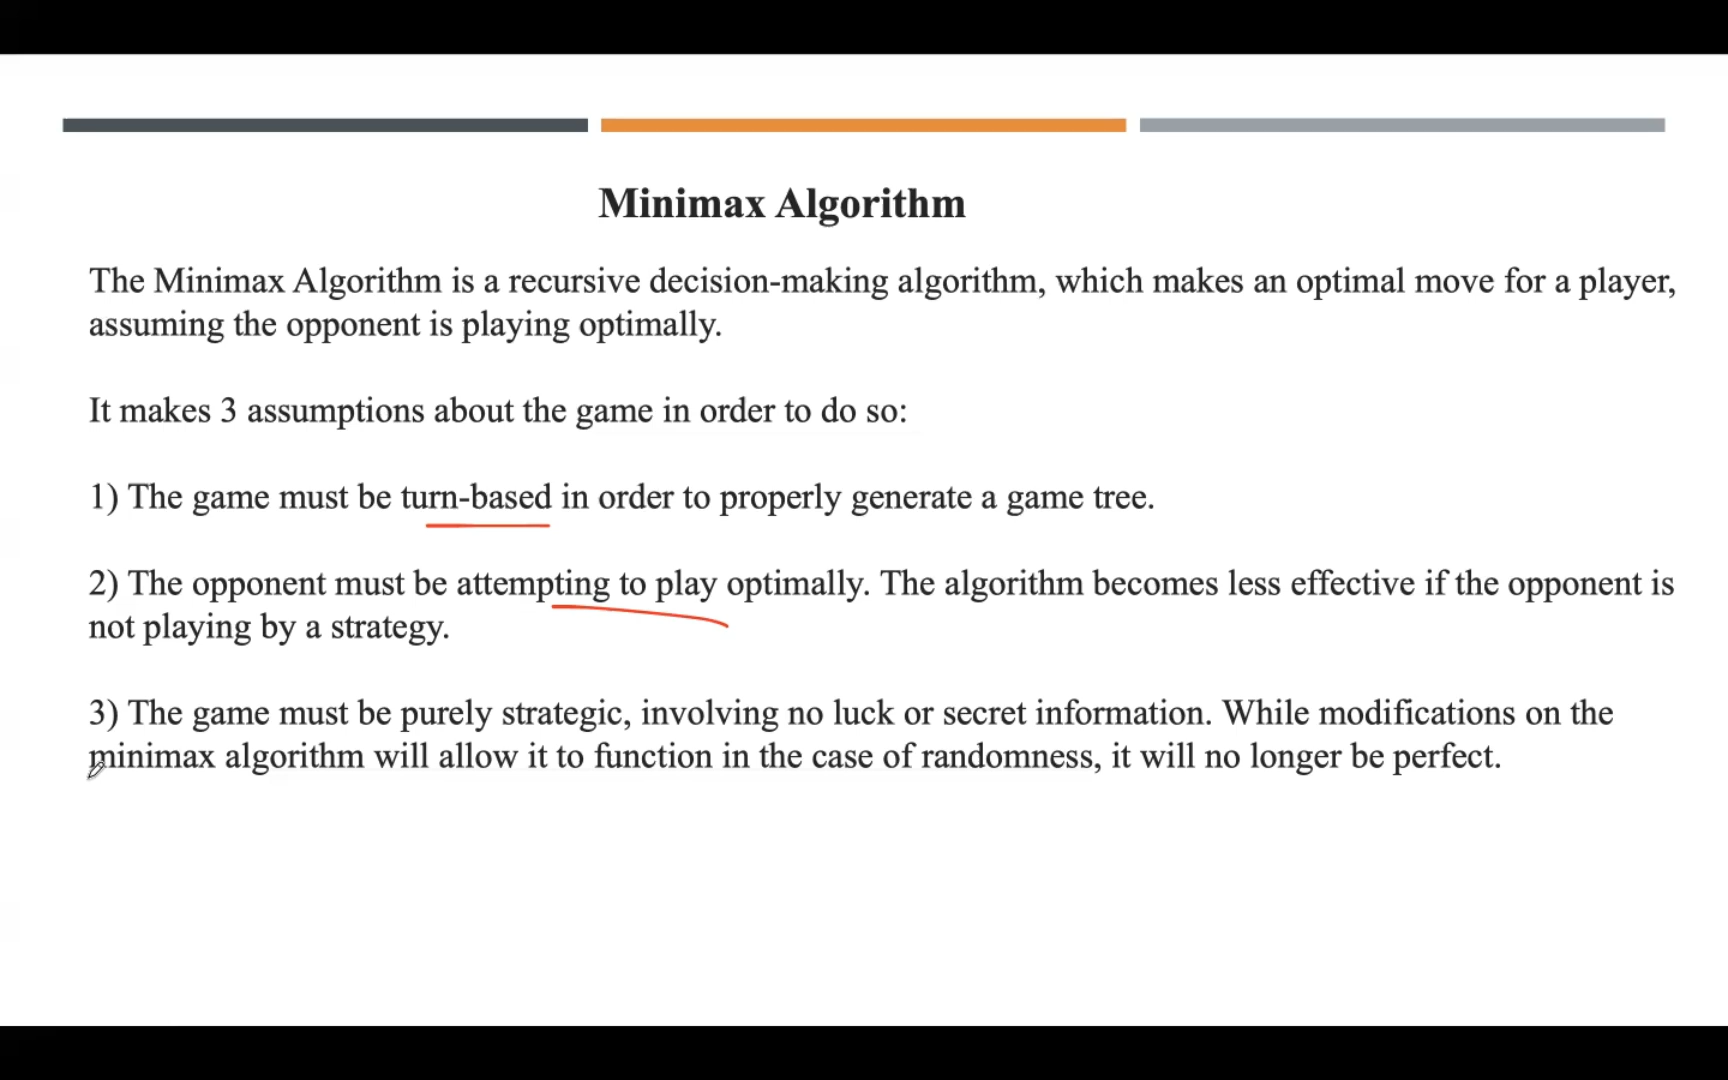 Minimax Algorithm
The Minimax Algorithm is a recursive decision-making algorithm, which makes an optimal move for a player,
assuming the opponent is playing optimally.
It makes 3 assumptions about the game in order to do so:
1) The game must be turn-based in order to properly generate a game tree.
2) The opponent must be attempting to play optimally. The algorithm becomes less effective if the opponent is
not playing by a strategy.
3) The game must be purely strategic, involving no luck or secret information. While modifications on the
minimax algorithm will allow it to function in the case of randomness, it will no longer be perfect.